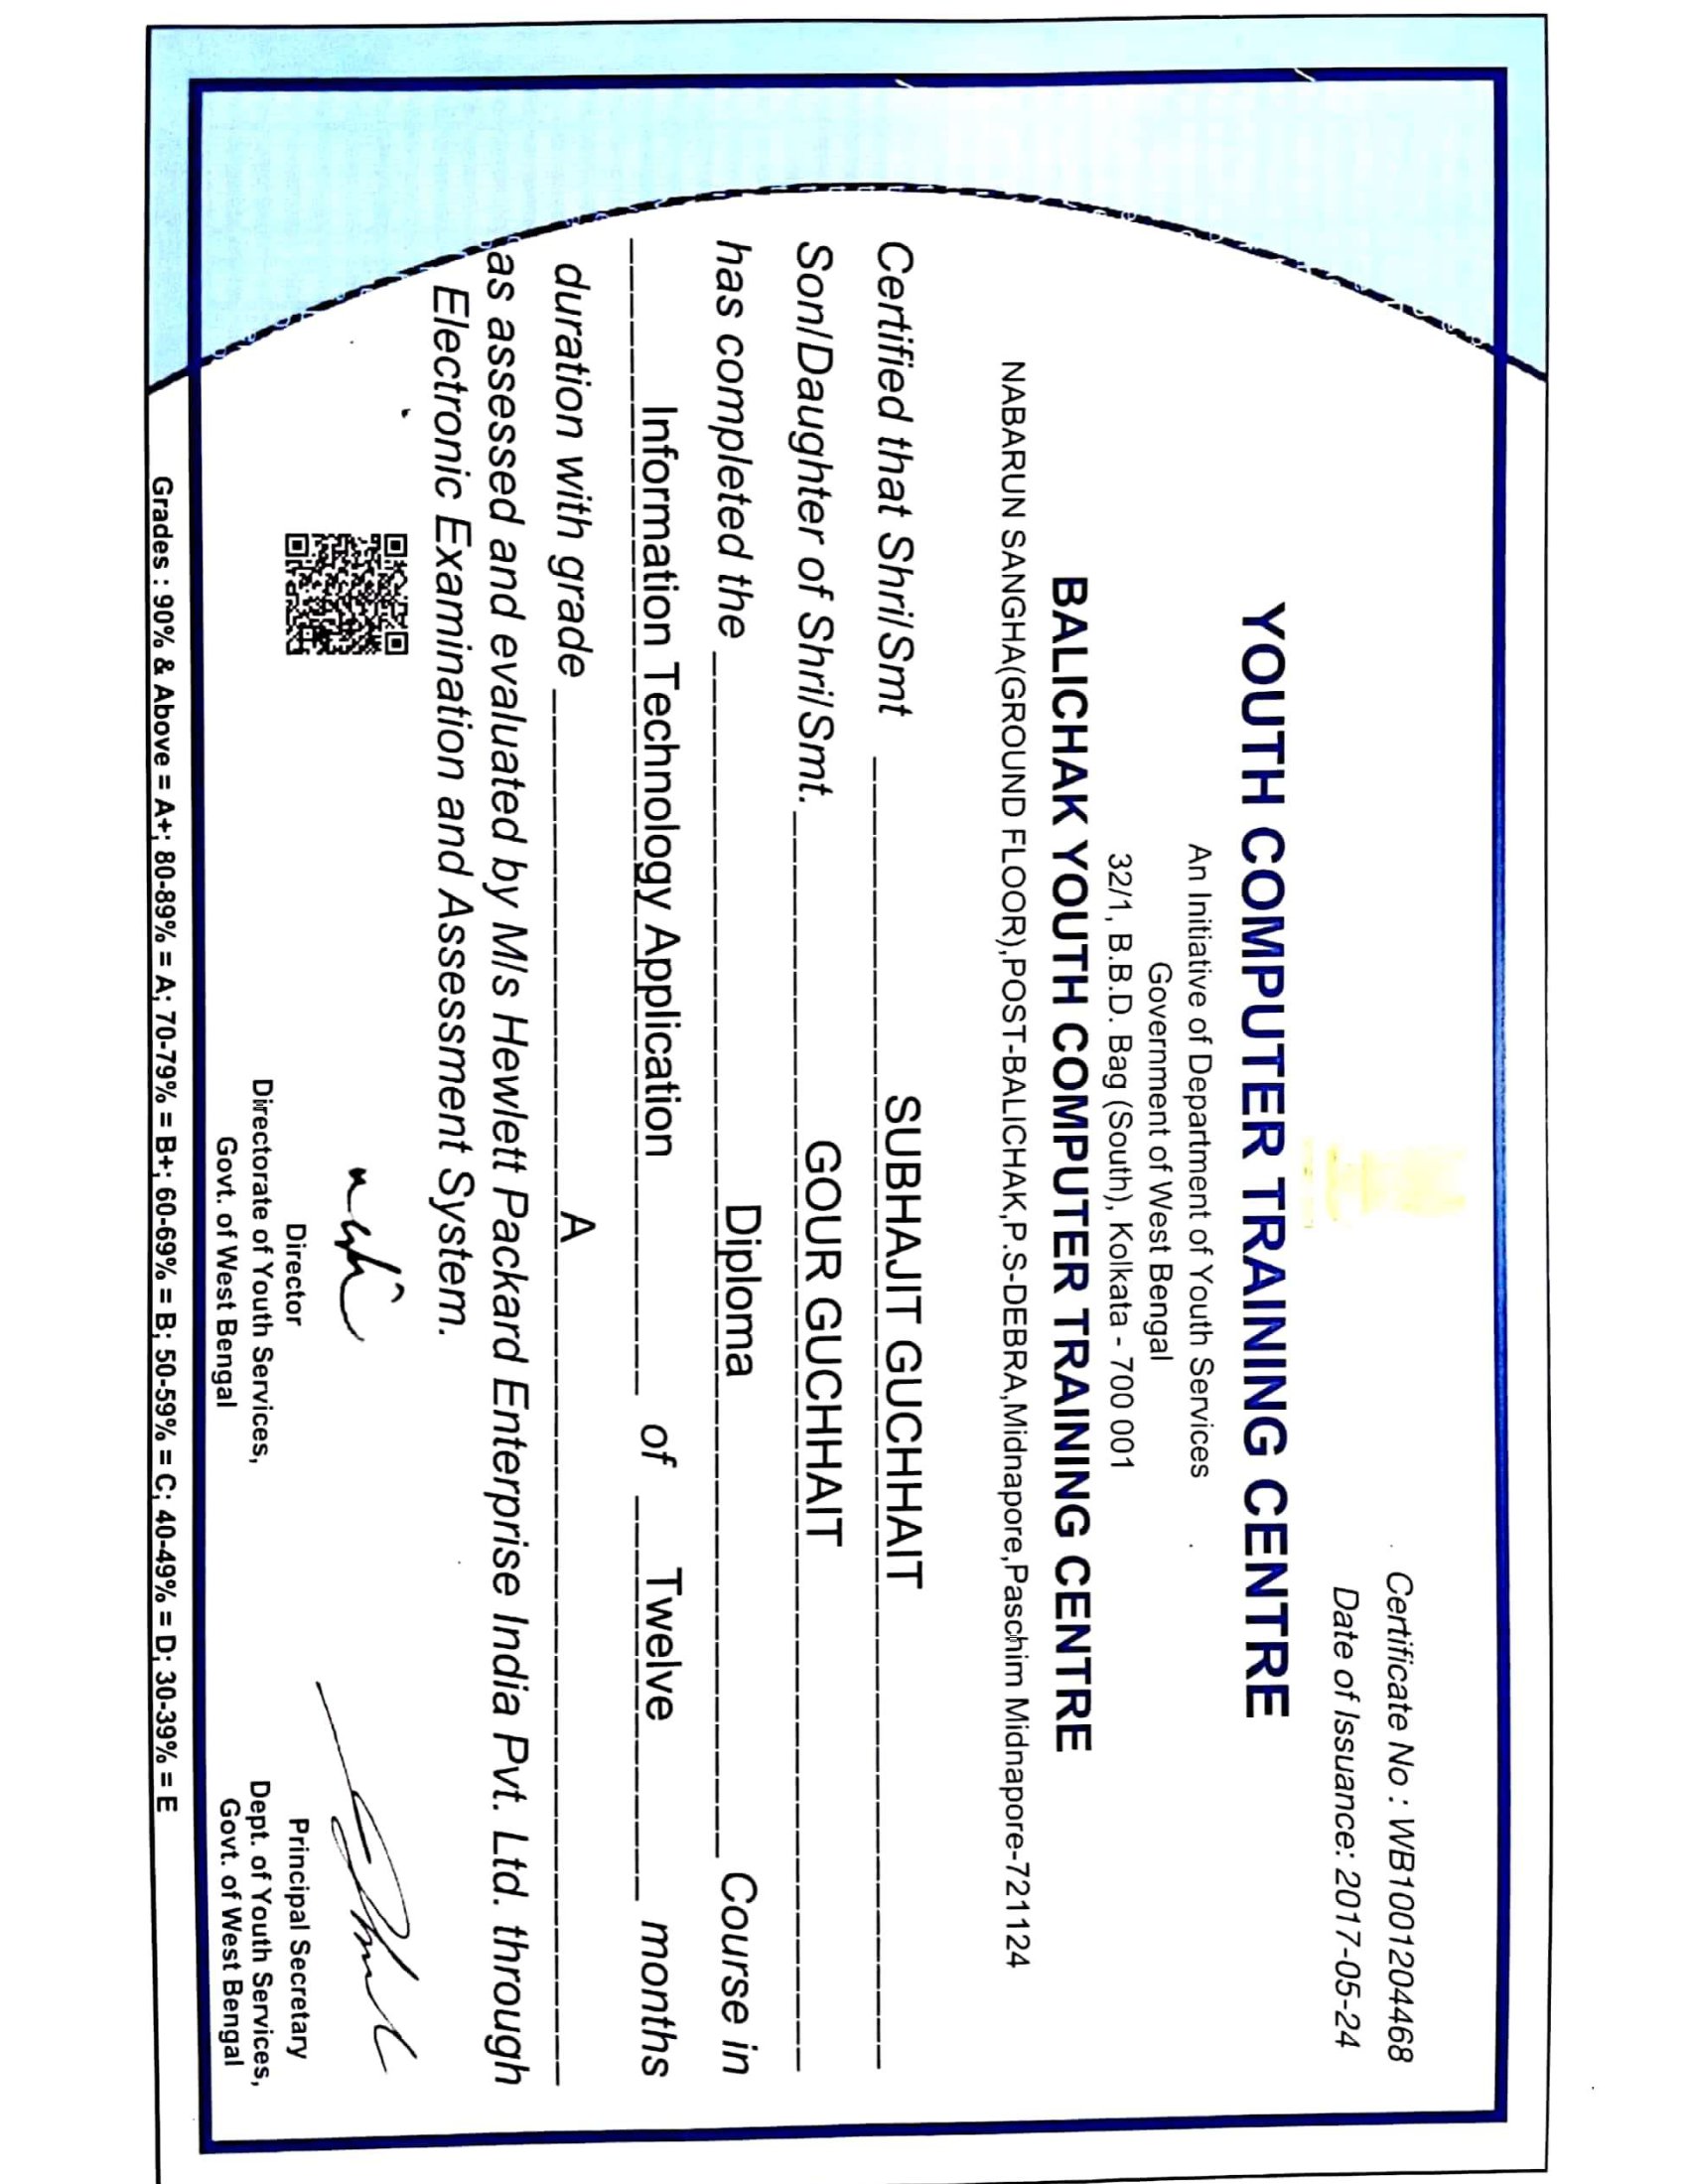 Certificate No : WB1001204468
Date of Issuance: 2017-05-24
YOUTH COMPUTER TRAINING CENTRE
An Initiative of Department of Youth Services
Government of West Bengal
32/1, B.B.D. Bag (South), Kolkata - 700 001
BALICHAK YOUTH COMPUTER TRAINING CENTRE
NABARUN SANGHA(GROUND FLOOR),POST-BALICHAK,P.S-DEBRA,Midnapore,Paschim Midnapore-721124
Certified that Shri/Smt SUBHAJIT GUCHHAIT
Son/Daughter of Shri/Smt. GOUR GUCHHAIT
has completed the Diploma Course in
Information Technology Application of Twelve months
duration with grade A
as assessed and evaluated by M/s Hewlett Packard Enterprise India Pvt. Ltd. through
Electronic Examination and Assessment System.
Director
Directorate of Youth Services,
Govt. of West Bengal
Principal Secretary
Dept. of Youth Services,
Govt. of West Bengal
Grades : 90% & Above = A+; 80-89% = A; 70-79% = B+; 60-69% = B; 50-59% = C; 40-49% = D; 30-39% = E